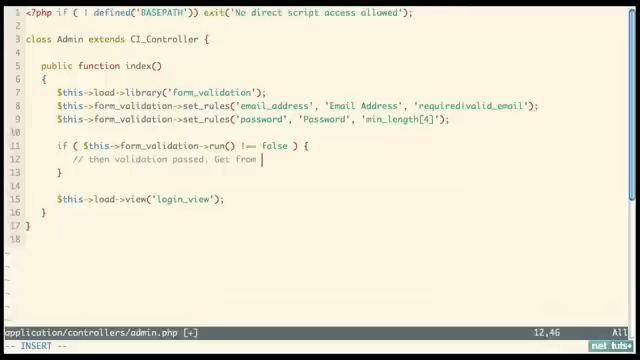 1 <?php if ( ! defined('BASEPATH')) exit('No direct script access allowed');
2
3 class Admin extends CI_Controller {
4
5 public function index()
6 {
7 $this->load->library('form_validation');
8 $this->form_validation->set_rules('email_address', 'Email Address', 'required|valid_email');
9 $this->form_validation->set_rules('password', 'Password', 'min_length[4]');
10
11 if ( $this->form_validation->run() !== false ) {
12 // then validation passed. Get from
13 }
14
15 $this->load->view('login_view');
16 }
17 }
18
~
~
~
~
~
~
application/controllers/admin.php [+] 12,46 All
-- INSERT --
net tuts+